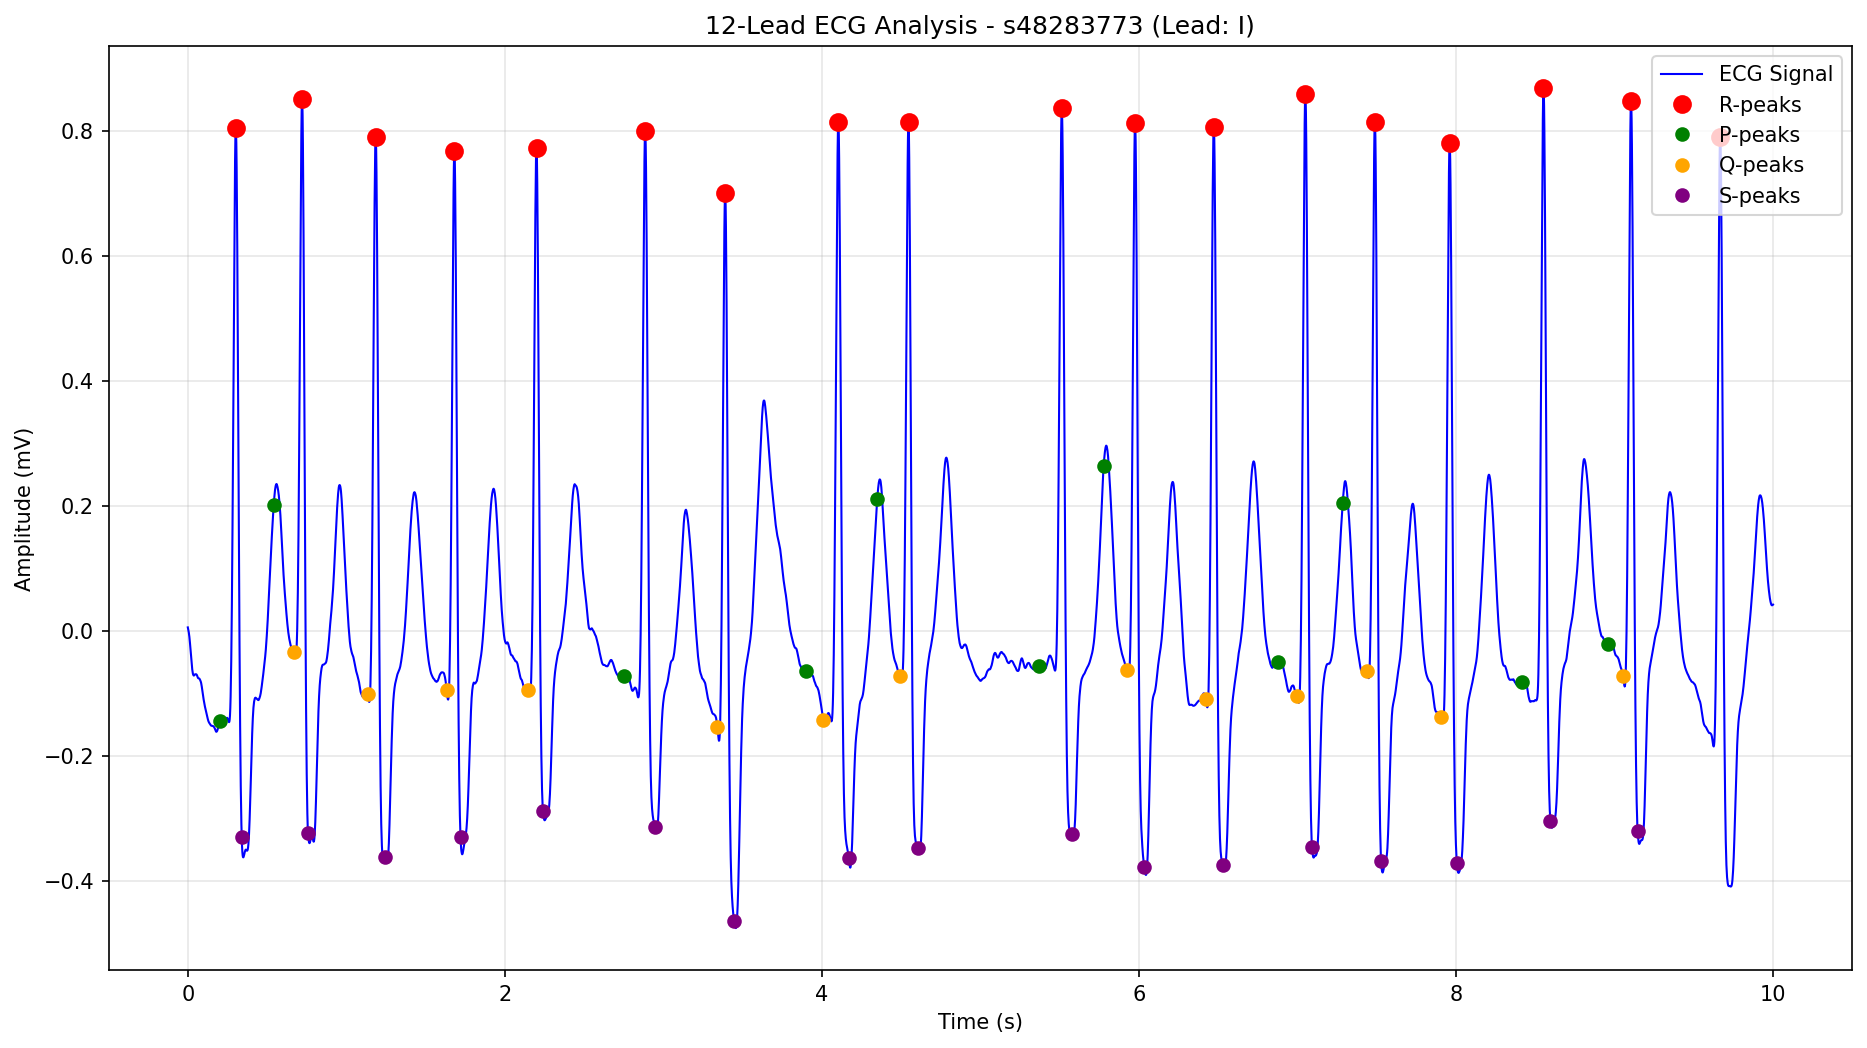 12-Lead ECG Analysis - s48283773 (Lead: I)
ECG Signal
R-peaks
P-peaks
Q-peaks
S-peaks
Amplitude (mV)
0.8
0.6
0.4
0.2
0.0
−0.2
−0.4
0 2 4 6 8 10
Time (s)